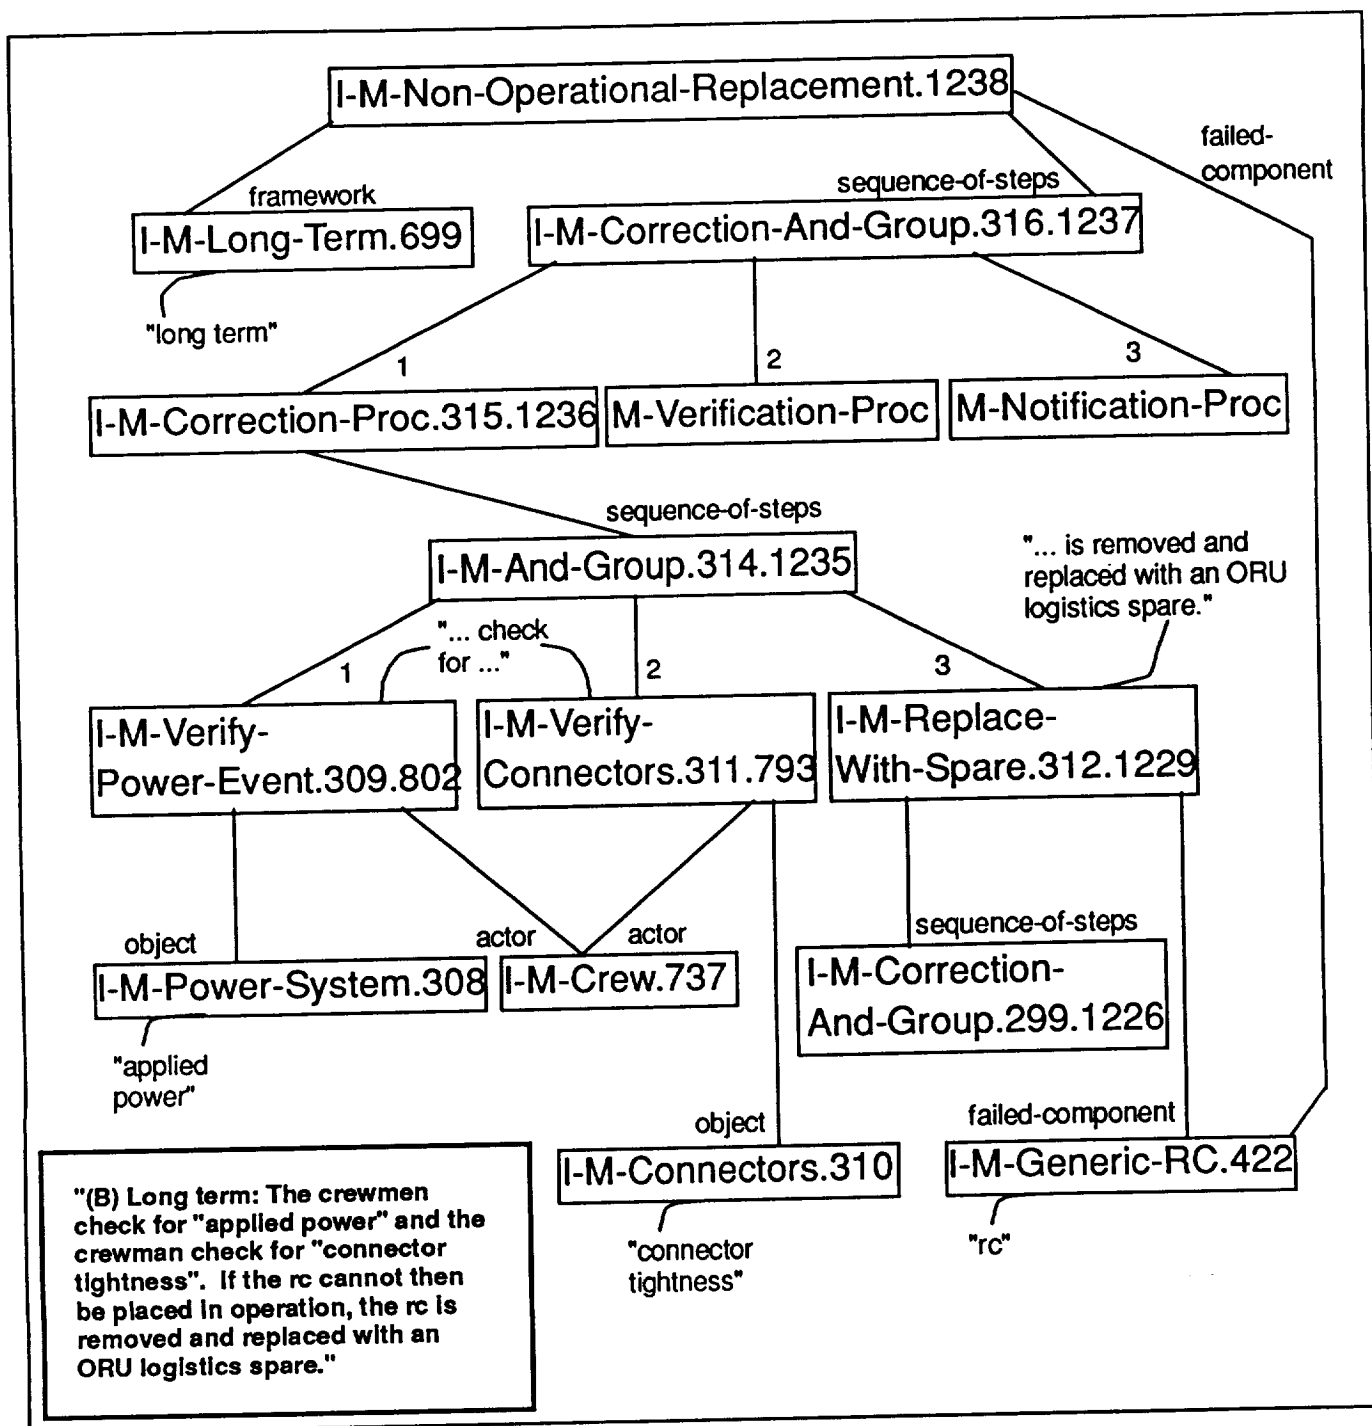 I-M-Non-Operational-Replacement.1238
failed-
component
framework
sequence-of-steps
I-M-Long-Term.699
I-M-Correction-And-Group.316.1237
"long term"
1
2
3
I-M-Correction-Proc.315.1236
M-Verification-Proc
M-Notification-Proc
sequence-of-steps
I-M-And-Group.314.1235
"... is removed and
replaced with an ORU
logistics spare."
"... check
for ..."
1
2
3
I-M-Verify-
Power-Event.309.802
I-M-Verify-
Connectors.311.793
I-M-Replace-
With-Spare.312.1229
object
actor
actor
sequence-of-steps
I-M-Power-System.308
I-M-Crew.737
I-M-Correction-
And-Group.299.1226
"applied
power"
object
failed-component
I-M-Connectors.310
I-M-Generic-RC.422
"connector
tightness"
"rc"
"(B) Long term: The crewmen
check for "applied power" and the
crewman check for "connector
tightness". If the rc cannot then
be placed in operation, the rc is
removed and replaced with an
ORU logistics spare."